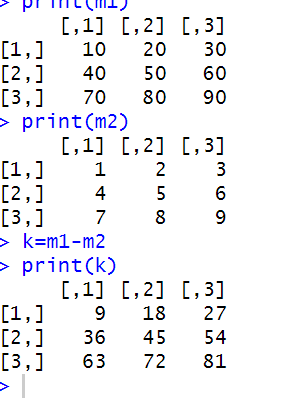 > print(m1)
[,1] [,2] [,3]
[1,] 10 20 30
[2,] 40 50 60
[3,] 70 80 90
> print(m2)
[,1] [,2] [,3]
[1,] 1 2 3
[2,] 4 5 6
[3,] 7 8 9
> k=m1-m2
> print(k)
[,1] [,2] [,3]
[1,] 9 18 27
[2,] 36 45 54
[3,] 63 72 81
>